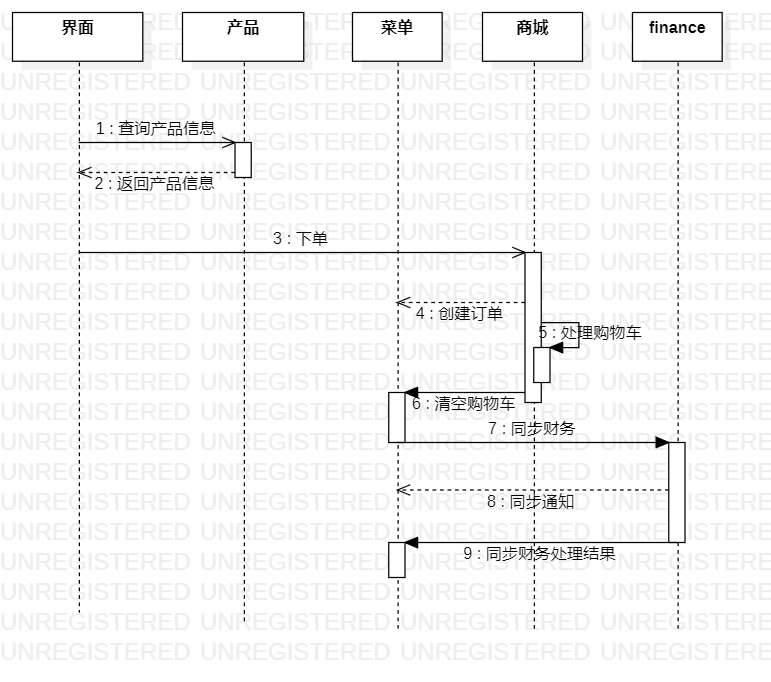 界面 产品 菜单 商城 finance
1 : 查询产品信息
2 : 返回产品信息
3 : 下单
4 : 创建订单
5 : 处理购物车
6 : 清空购物车
7 : 同步财务
8 : 同步通知
9 : 同步财务处理结果
UNREGISTERED UNREGISTERED UNREGISTERED UNREGISTERED